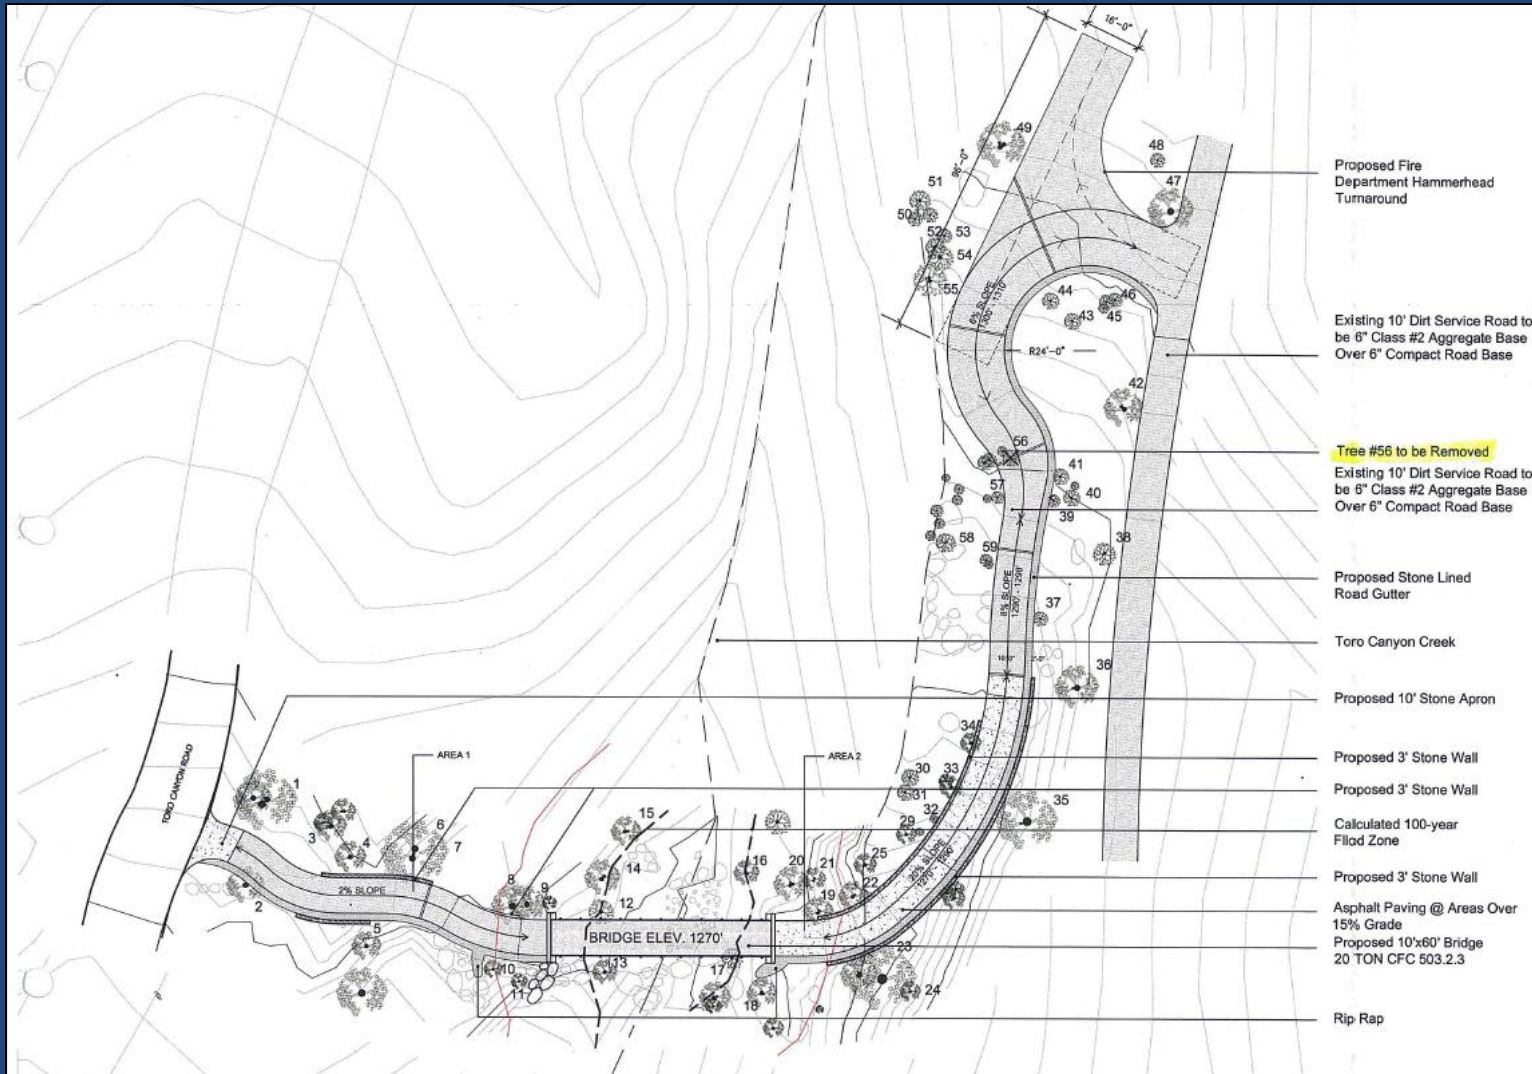 16'-0"
96'-0"
49
48
47
51
50
52
53
54
55
44
43
46
45
6% SLOPE
1300' - 1310'
R24'-0"
42
56
41
57
40
39
58
59
38
8% SLOPE
1290' - 1298'
37
36
34
33
30
31
32
29
35
20% SLOPE
1270' - 1290'
TORO CANYON ROAD
AREA 1
AREA 2
1
3
4
6
7
2
5
2% SLOPE
8
9
15
14
12
16
20
21
25
19
22
BRIDGE ELEV. 1270'
10
11
13
17
18
23
24
Proposed Fire
Department Hammerhead
Turnaround
Existing 10' Dirt Service Road to
be 6" Class #2 Aggregate Base
Over 6" Compact Road Base
Tree #56 to be Removed
Existing 10' Dirt Service Road to
be 6" Class #2 Aggregate Base
Over 6" Compact Road Base
Proposed Stone Lined
Road Gutter
Toro Canyon Creek
Proposed 10' Stone Apron
Proposed 3' Stone Wall
Proposed 3' Stone Wall
Calculated 100-year
Flood Zone
Proposed 3' Stone Wall
Asphalt Paving @ Areas Over
15% Grade
Proposed 10'x60' Bridge
20 TON CFC 503.2.3
Rip Rap